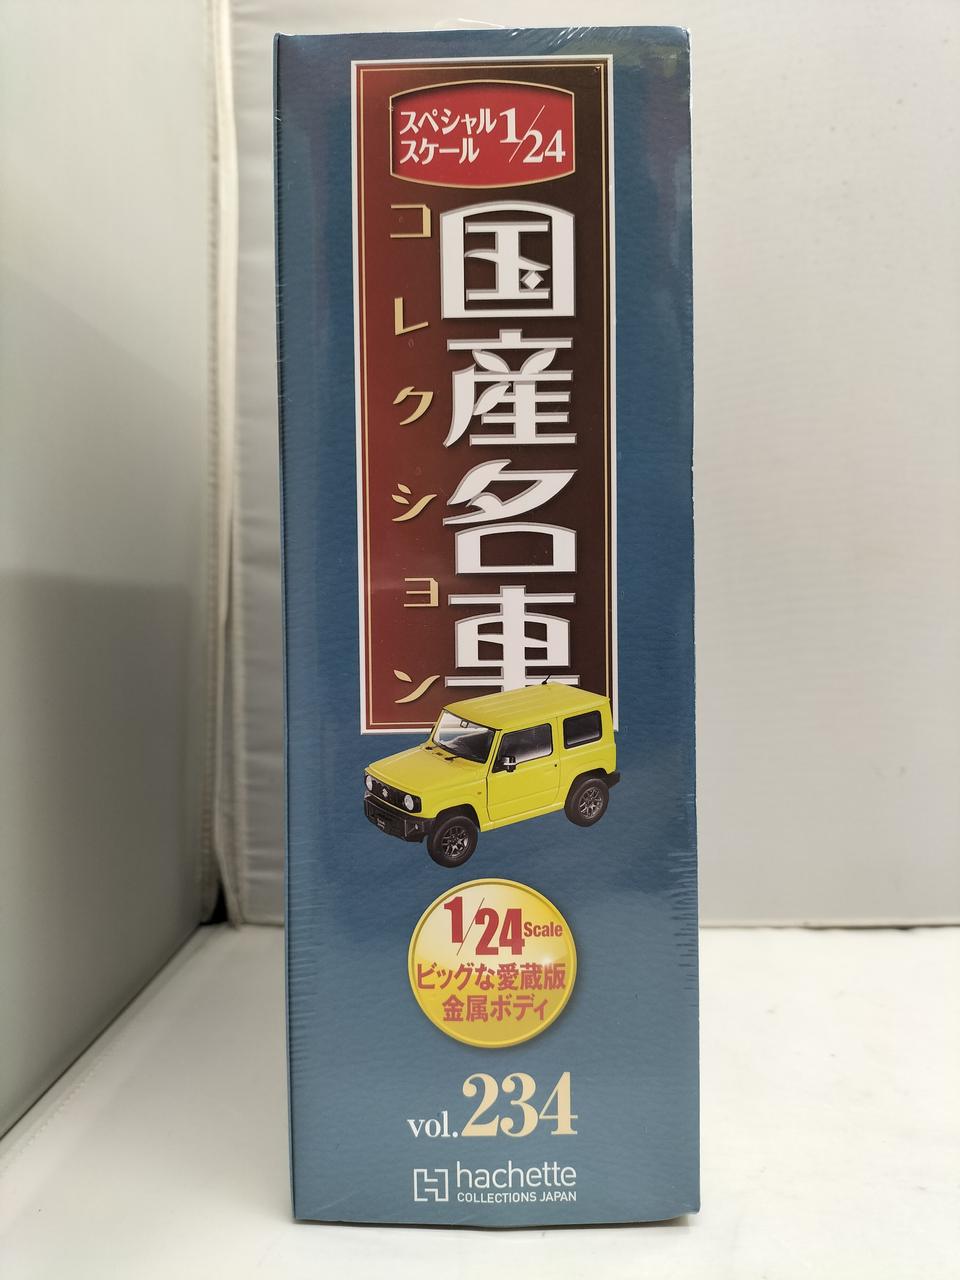 スペシャル
スケール
1/24
国産名車
コレクション
1/24 Scale
ビッグな愛蔵版
金属ボディ
vol.234
hachette
COLLECTIONS JAPAN